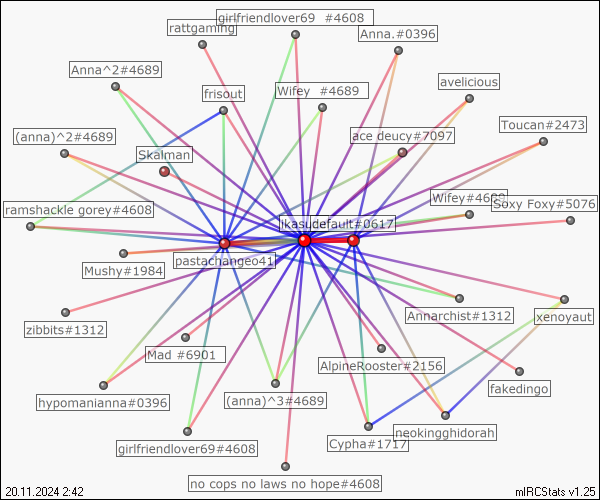 rattgaming
girlfriendlover69 #4608
Anna.#0396
Anna^2#4689
frisout
Wifey #4689
avelicious
(anna)^2#4689
ace deucy#7097
Toucan#2473
Skalman
ramshackle gorey#4608
Wifey#4689
Soxy Foxy#5076
jkasudefault#0617
pastachangeo41
Mushy#1984
zibbits#1312
Annarchist#1312
xenoyaut
Mad #6901
AlpineRooster#2156
fakedingo
hypomanianna#0396
(anna)^3#4689
girlfriendlover69#4608
Cypha#1717
neokingghidorah
no cops no laws no hope#4608
20.11.2024 2:42
mIRCStats v1.25